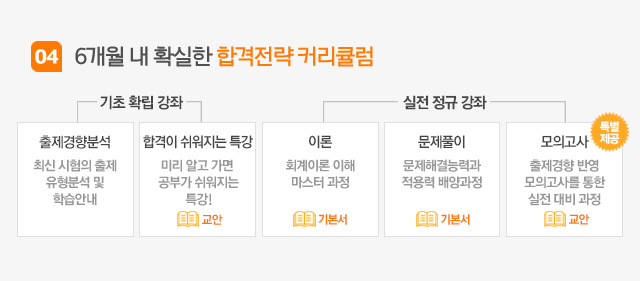 04 6개월 내 확실한 합격전략 커리큘럼
기초 확립 강좌
출제경향분석
최신 시험의 출제
유형분석 및
학습안내
합격이 쉬워지는 특강
미리 알고 가면
공부가 쉬워지는
특강!
교안
실전 정규 강좌
이론
회계이론 이해
마스터 과정
기본서
문제풀이
문제해결능력과
적용력 배양과정
기본서
특별
제공
모의고사
출제경향 반영
모의고사를 통한
실전 대비 과정
교안